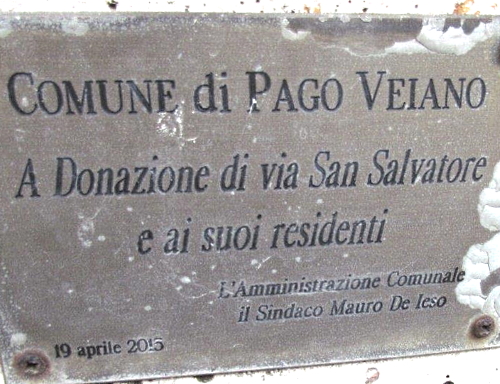 COMUNE di PAGO VEIANO
A Donazione di via San Salvatore
e ai suoi residenti
L'Amministrazione Comunale
il Sindaco Mauro De Ieso
19 aprile 2015